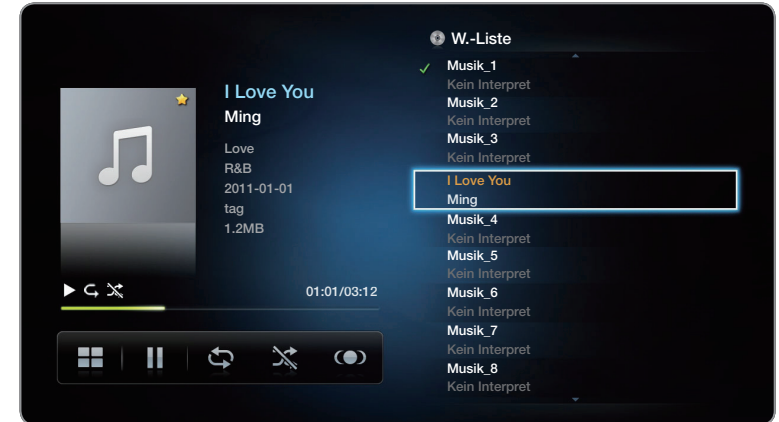 I Love You
Ming
Love
R&B
2011-01-01
tag
1.2MB
01:01/03:12
W.-Liste
Musik_1
Kein Interpret
Musik_2
Kein Interpret
Musik_3
Kein Interpret
I Love You
Ming
Musik_4
Kein Interpret
Musik_5
Kein Interpret
Musik_6
Kein Interpret
Musik_7
Kein Interpret
Musik_8
Kein Interpret